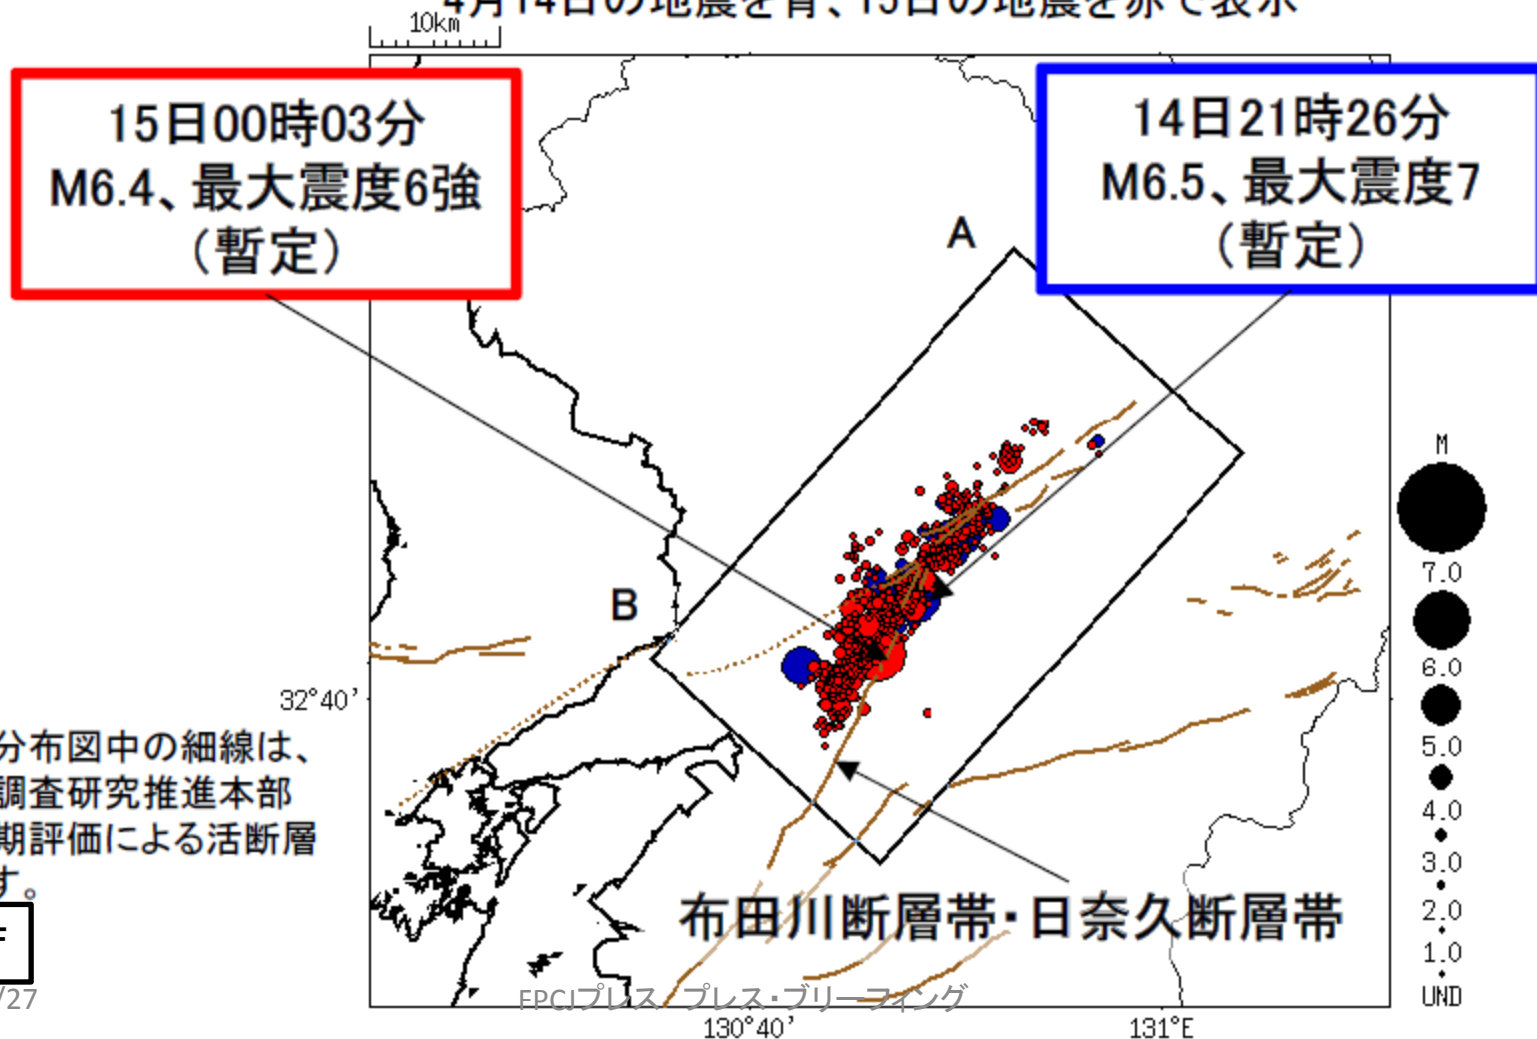 4月14日の地震を青、15日の地震を赤で表示
10km
15日00時03分
M6.4、最大震度6強
（暫定）
14日21時26分
M6.5、最大震度7
（暫定）
A
B
M
7.0
6.0
5.0
4.0
3.0
2.0
1.0
UND
32°40'
分布図中の細線は、
調査研究推進本部
期評価による活断層
す。
布田川断層帯・日奈久断層帯
/27
FPCJプレス プレス・ブリーフィング
130°40'
131°E